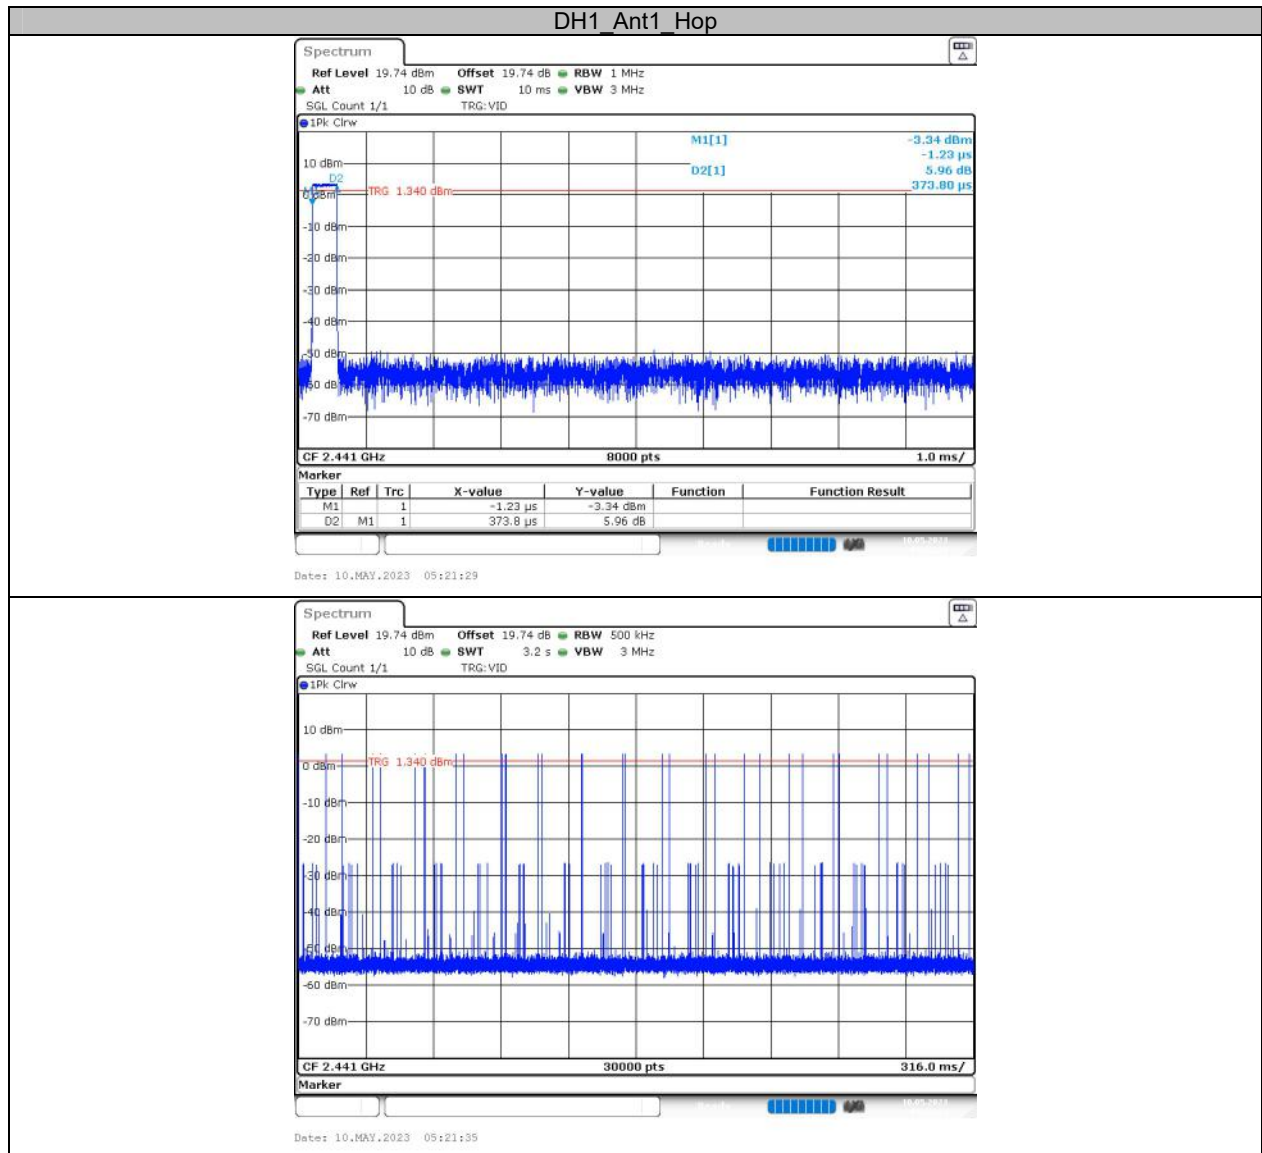 DH1_Ant1_Hop
Spectrum
Ref Level 19.74 dBm Offset 19.74 dB RBW 1 MHz
Att 10 dB SWT 10 ms VBW 3 MHz
SGL Count 1/1 TRG:VID
1Pk Clrw
M1[1] -3.34 dBm
-1.23 µs
10 dBm
D2[1] 5.96 dB
D2
373.80 µs
0 dBm TRG 1.340 dBm
-10 dBm
-20 dBm
-30 dBm
-40 dBm
-50 dBm
-60 dBm
-70 dBm
CF 2.441 GHz 8000 pts 1.0 ms/
Marker
Type Ref Trc X-value Y-value Function Function Result
M1 1 -1.23 µs -3.34 dBm
D2 M1 1 373.8 µs 5.96 dB
Date: 10.MAY.2023 05:21:29
Spectrum
Ref Level 19.74 dBm Offset 19.74 dB RBW 500 kHz
Att 10 dB SWT 3.2 s VBW 3 MHz
SGL Count 1/1 TRG:VID
1Pk Clrw
10 dBm
TRG 1.340 dBm
0 dBm
-10 dBm
-20 dBm
-30 dBm
-40 dBm
-50 dBm
-60 dBm
-70 dBm
CF 2.441 GHz 30000 pts 316.0 ms/
Marker
Date: 10.MAY.2023 05:21:35